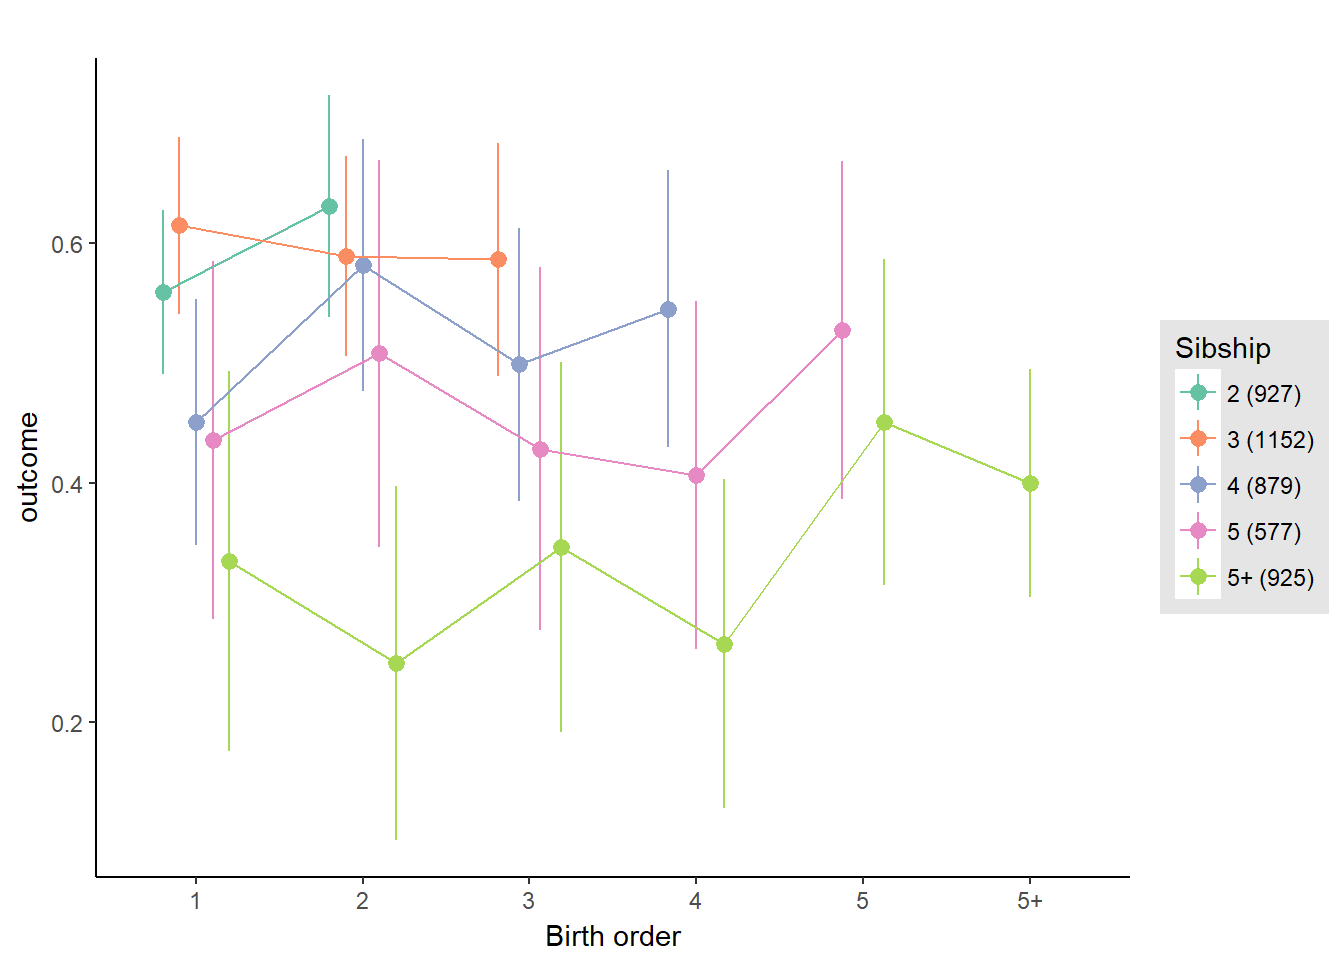 outcome
0.6
0.4
0.2
1 2 3 4 5 5+
Birth order
Sibship
2 (927)
3 (1152)
4 (879)
5 (577)
5+ (925)